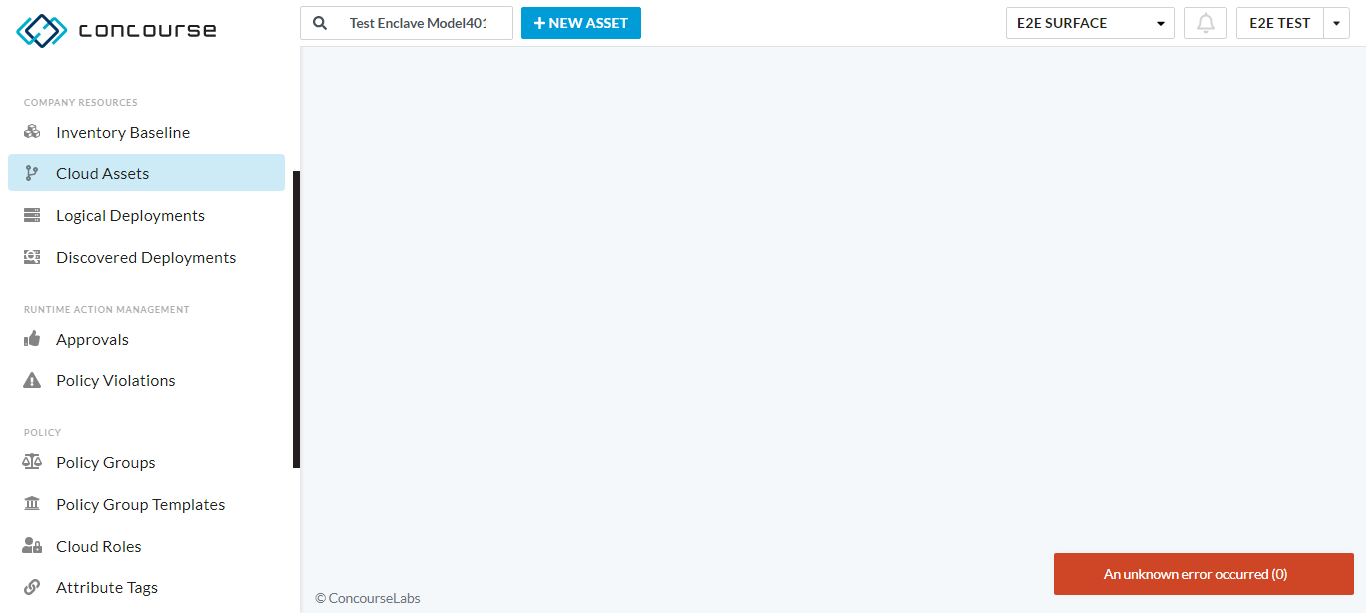 concourse
Test Enclave Model401
NEW ASSET
E2E SURFACE
E2E TEST
COMPANY RESOURCES
Inventory Baseline
Cloud Assets
Logical Deployments
Discovered Deployments
RUNTIME ACTION MANAGEMENT
Approvals
Policy Violations
POLICY
Policy Groups
Policy Group Templates
Cloud Roles
Attribute Tags
An unknown error occurred (0)
© ConcourseLabs